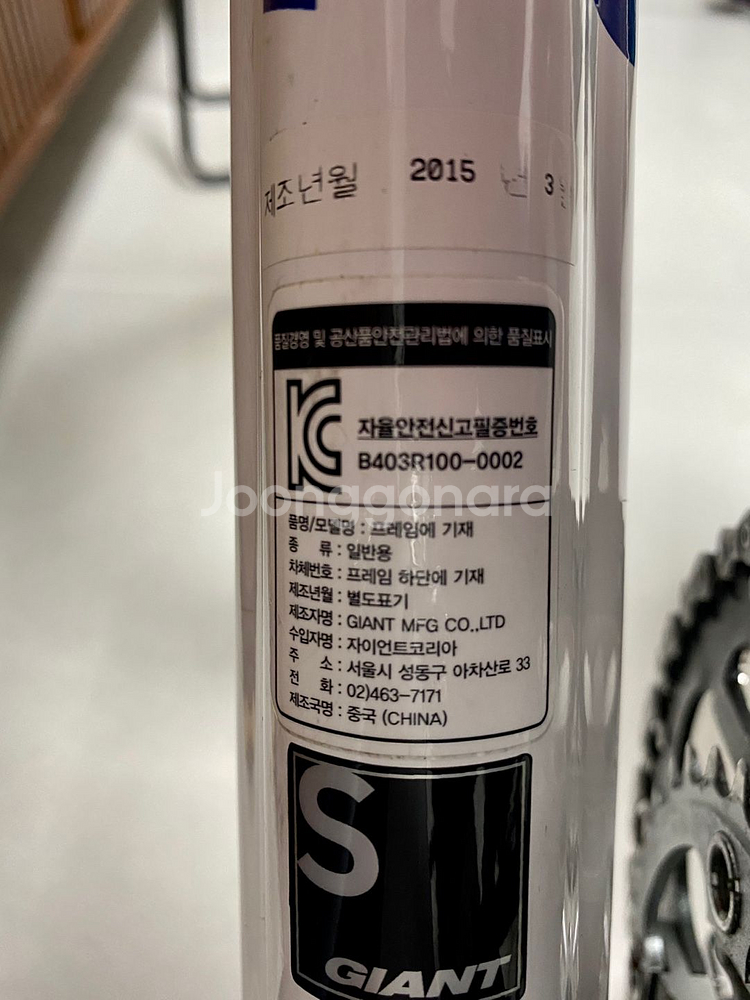 제조년월 2015 년 3
품질경영 및 공산품안전관리법에 의한 품질표시
자율안전신고필증번호
B403R100-0002
Joonggonara
품명/모델명 : 프레임에 기재
종 류 : 일반용
차체번호 : 프레임 하단에 기재
제조년월 : 별도표기
제조자명 : GIANT MFG CO.,LTD
수입자명 : 자이언트코리아
주 소 : 서울시 성동구 아차산로 33
전 화 : 02)463-7171
제조국명 : 중국 (CHINA)
S
GIANT